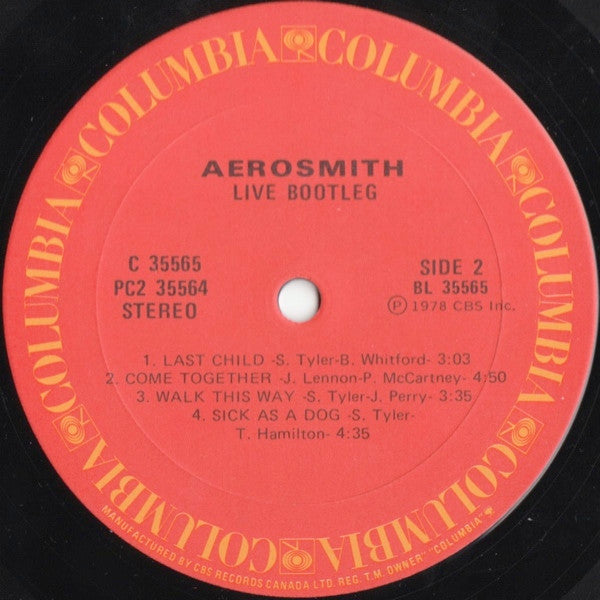 COLUMBIA COLUMBIA COLUMBIA COLUMBIA COLUMBIA COLUMBIA
AEROSMITH
LIVE BOOTLEG
C 35565
PC2 35564
STEREO
SIDE 2
BL 35565
Ⓟ 1978 CBS Inc.
1. LAST CHILD -S. Tyler-B. Whitford- 3:03
2. COME TOGETHER -J. Lennon-P. McCartney- 4:50
3. WALK THIS WAY -S. Tyler-J. Perry- 3:35
4. SICK AS A DOG -S. Tyler-
T. Hamilton- 4:35
MANUFACTURED BY CBS RECORDS CANADA LTD. REG. T.M. OWNER "COLUMBIA".